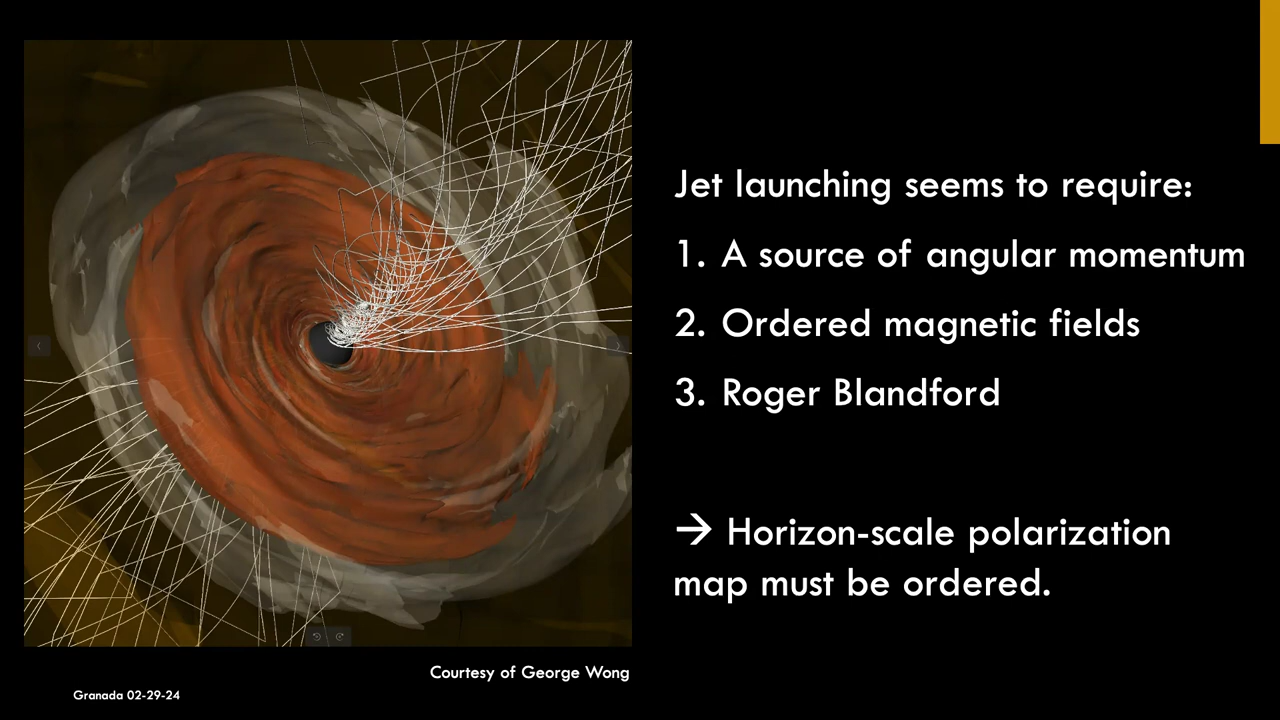 Jet launching seems to require:
1. A source of angular momentum
2. Ordered magnetic fields
3. Roger Blandford
→ Horizon-scale polarization
map must be ordered.
Courtesy of George Wong
Granada 02-29-24